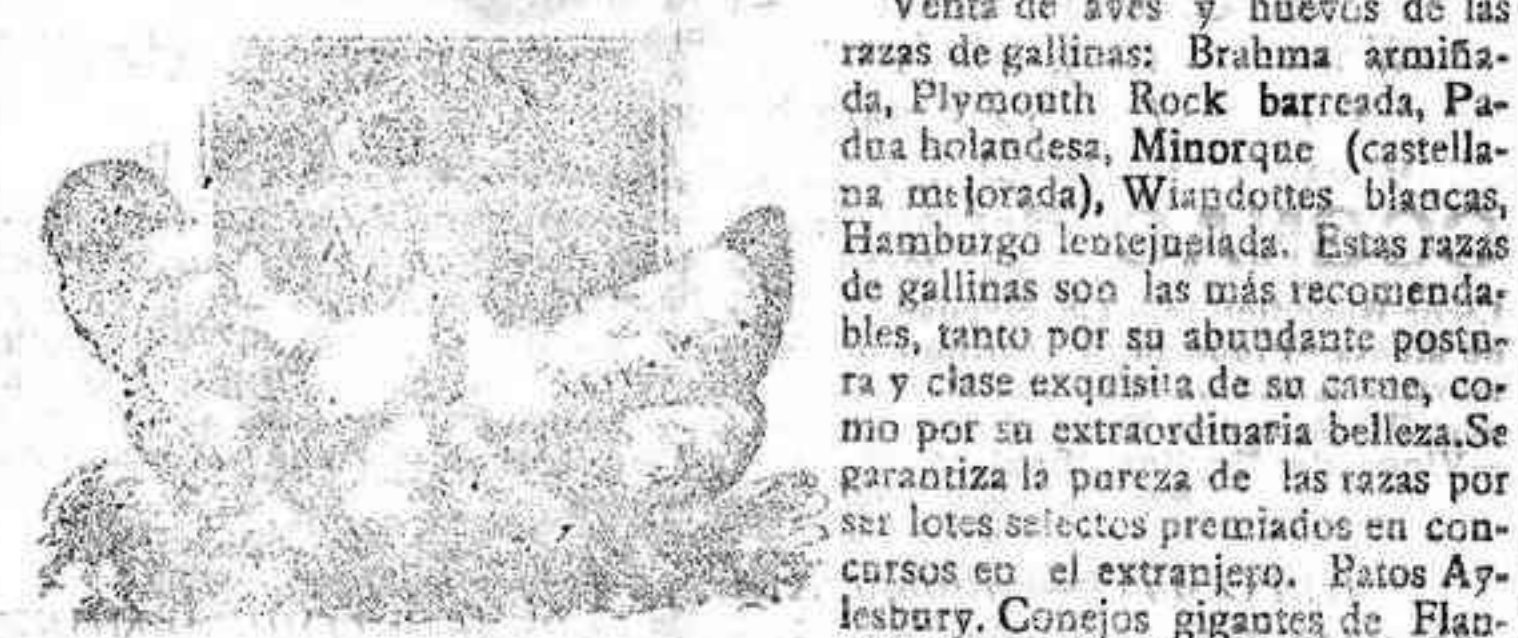 Venta de aves y huevos de las
razas de gallinas: Brahma armiña-
da, Plymouth Rock barreada, Pa-
dua holandesa, Minorque (castella-
na mejorada), Wiandottes blancas,
Hamburgo lentejuelada. Estas razas
de gallinas son las más recomenda-
bles, tanto por su abundante postu-
ra y clase exquisita de su carne, co-
mo por su extraordinaria belleza.Se
garantiza la pureza de las razas por
ser lotes selectos premiados en con-
cursos en el extranjero. Patos Ay-
lesbury. Conejos gigantes de Flan-